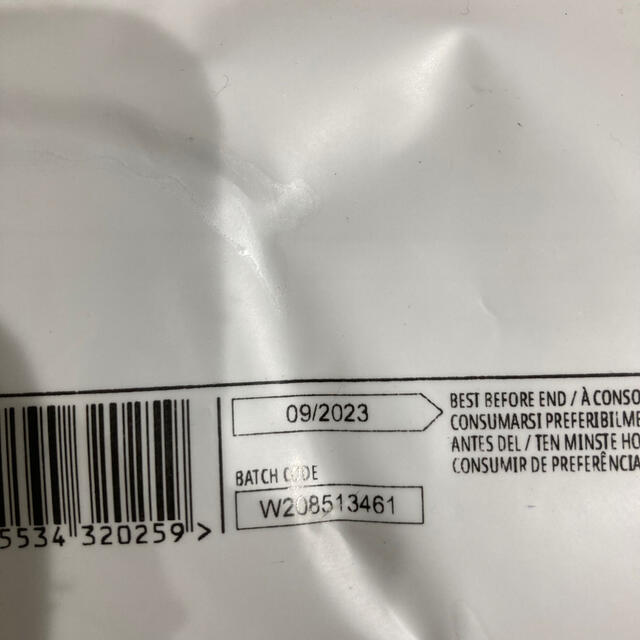 09/2023
BEST BEFORE END / À CONSO
CONSUMARSI PREFERIBILME
ANTES DEL / TEN MINSTE HO
CONSUMIR DE PREFERÊNCIA
BATCH CODE
W208513461
5534 320259 >